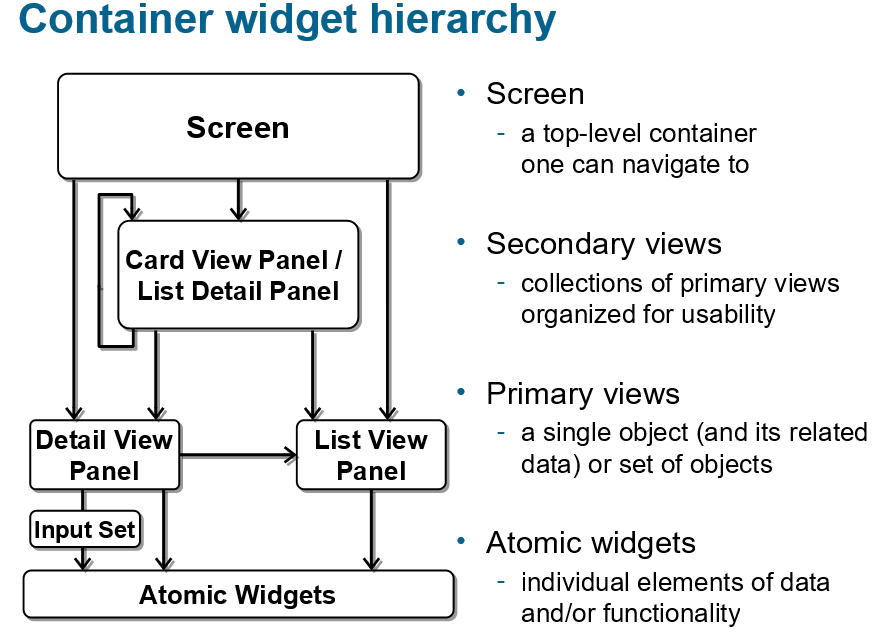 Container widget hierarchy
Screen
Card View Panel /
List Detail Panel
Detail View
Panel
List View
Panel
Input Set
Atomic Widgets
• Screen
- a top-level container
one can navigate to
• Secondary views
- collections of primary views
organized for usability
• Primary views
- a single object (and its related
data) or set of objects
• Atomic widgets
- individual elements of data
and/or functionality